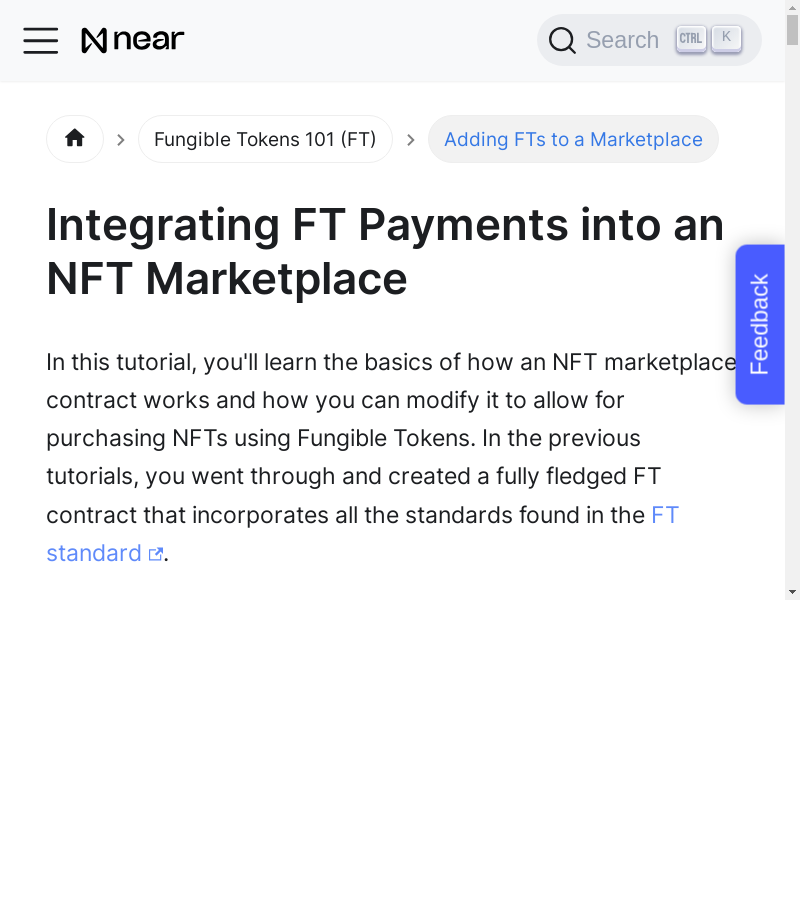 near
Search CTRL K
Fungible Tokens 101 (FT)
Adding FTs to a Marketplace
Integrating FT Payments into an
NFT Marketplace
Feedback
In this tutorial, you'll learn the basics of how an NFT marketplace
contract works and how you can modify it to allow for
purchasing NFTs using Fungible Tokens. In the previous
tutorials, you went through and created a fully fledged FT
contract that incorporates all the standards found in the FT
standard.